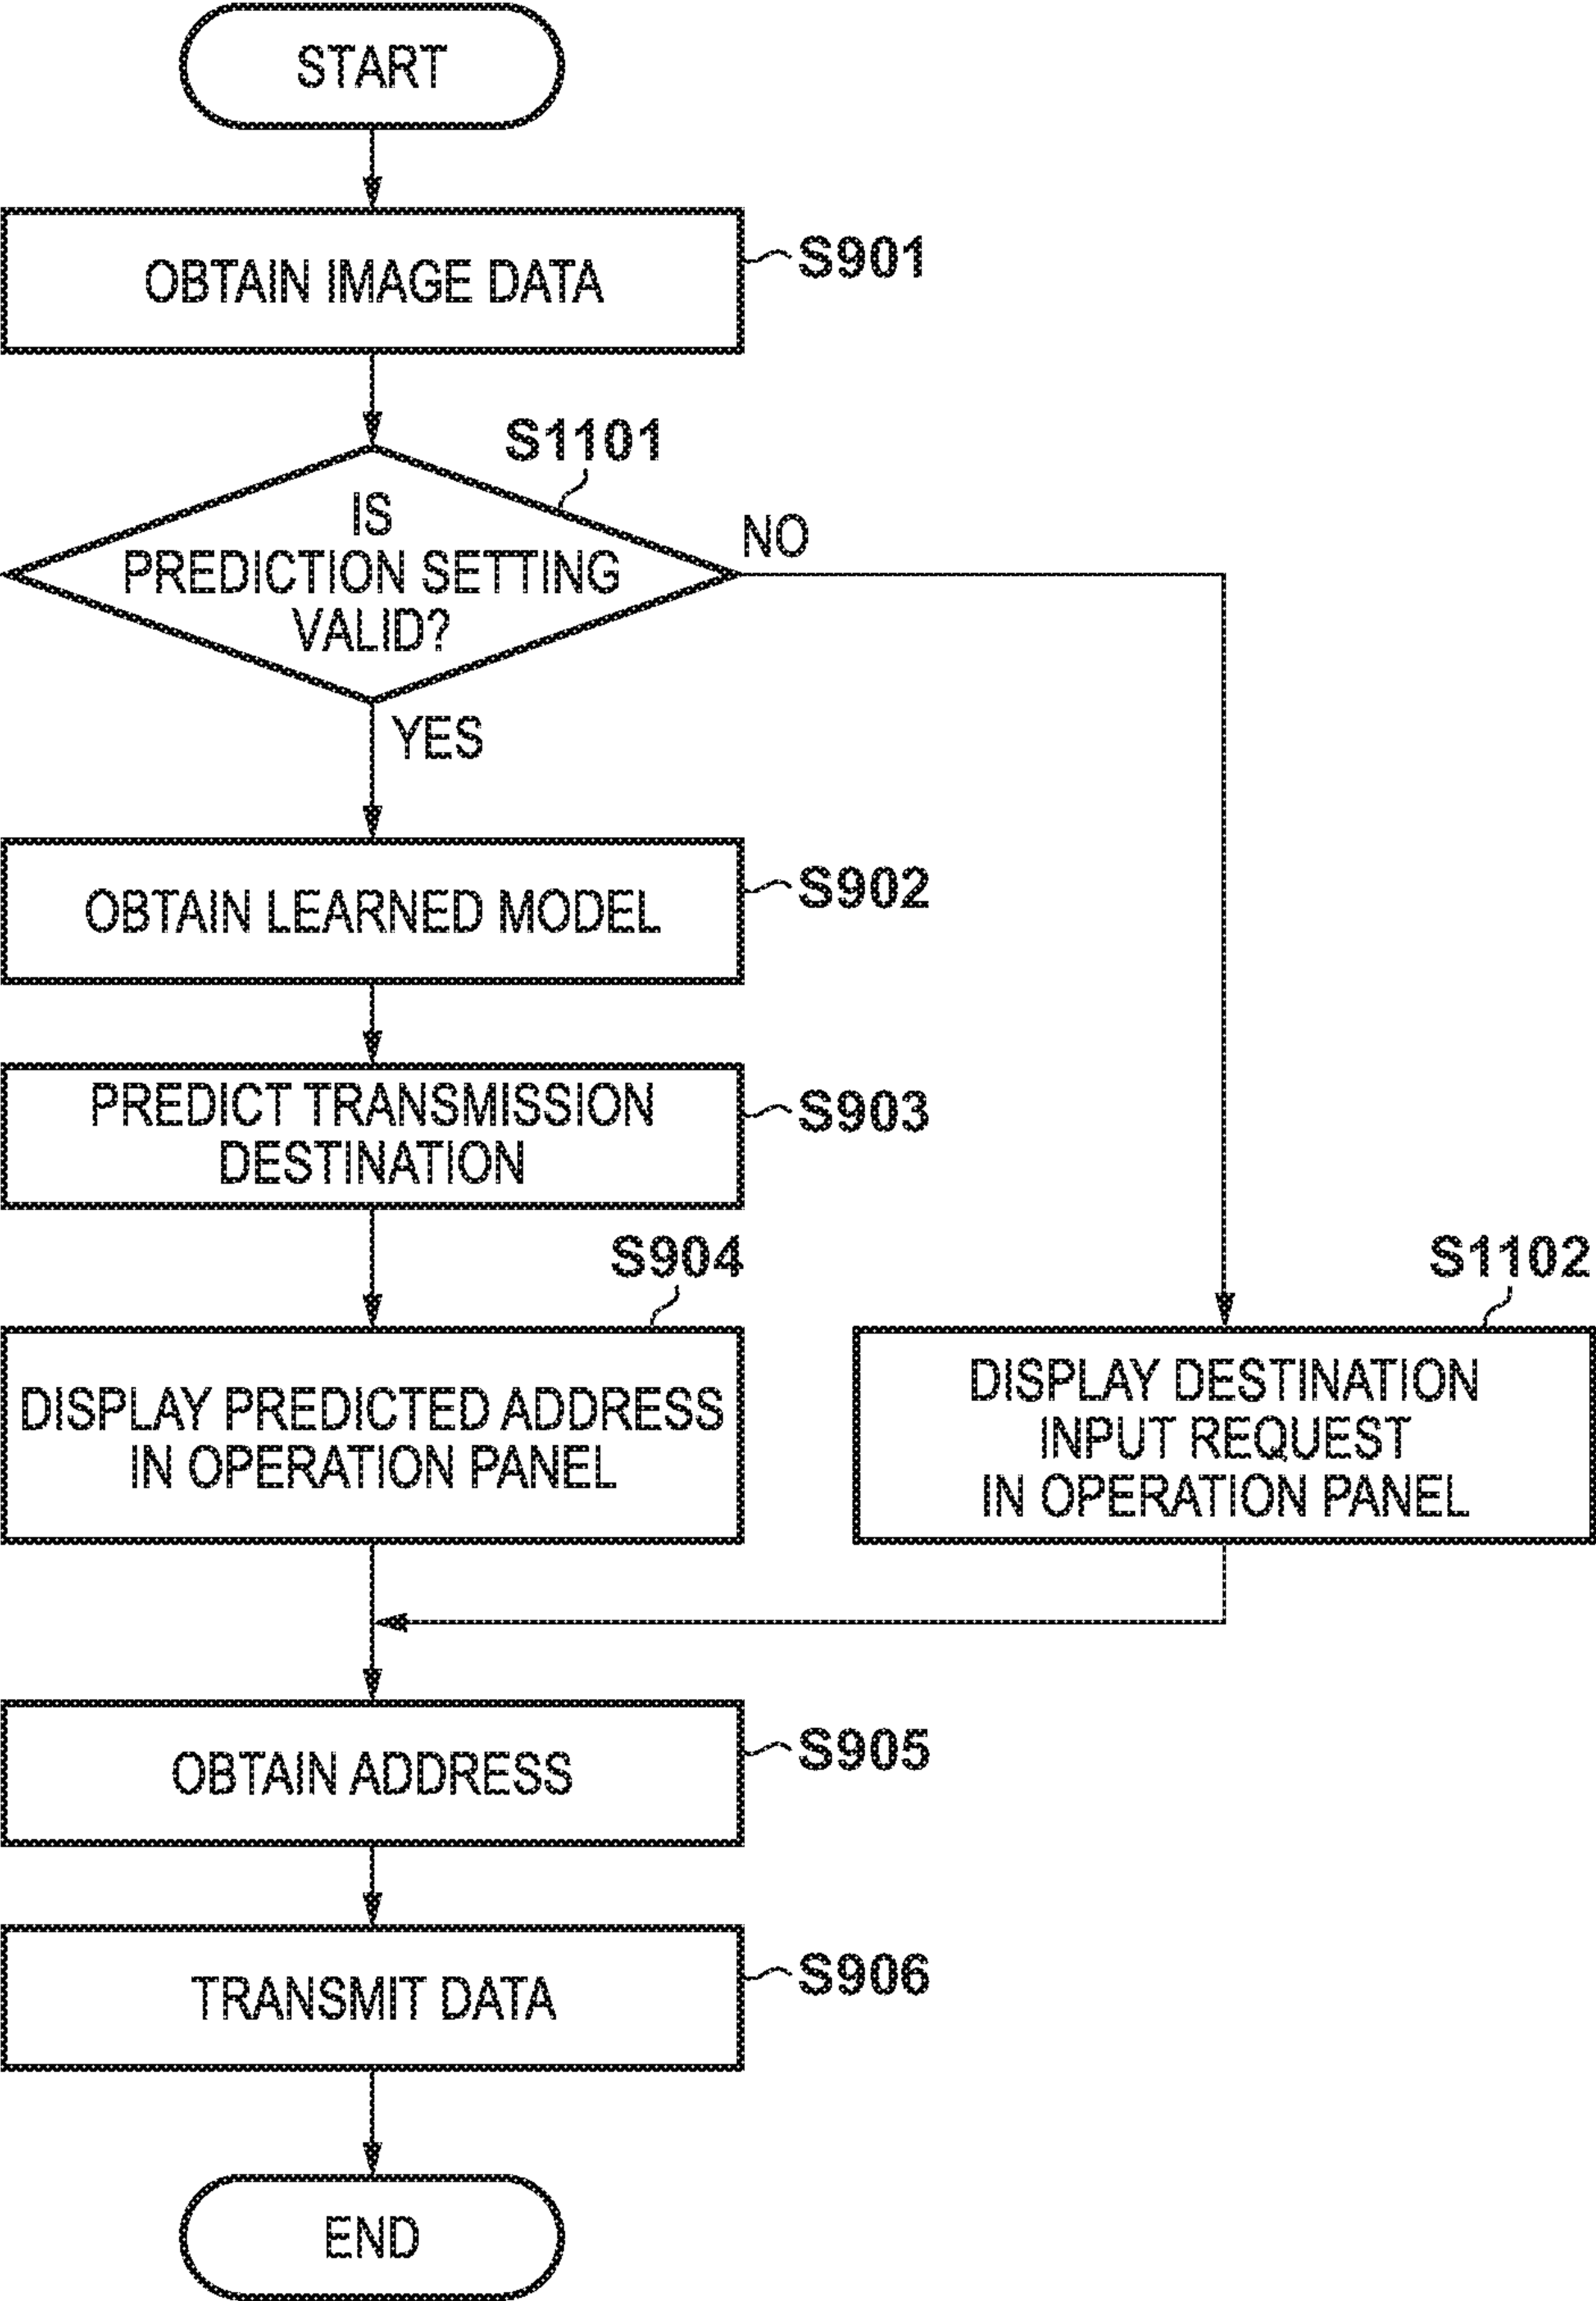 START
OBTAIN IMAGE DATA
S901
S1101
IS
PREDICTION SETTING
VALID?
NO
YES
OBTAIN LEARNED MODEL
S902
PREDICT TRANSMISSION
DESTINATION
S903
S904
DISPLAY PREDICTED ADDRESS
IN OPERATION PANEL
S1102
DISPLAY DESTINATION
INPUT REQUEST
IN OPERATION PANEL
OBTAIN ADDRESS
S905
TRANSMIT DATA
S906
END